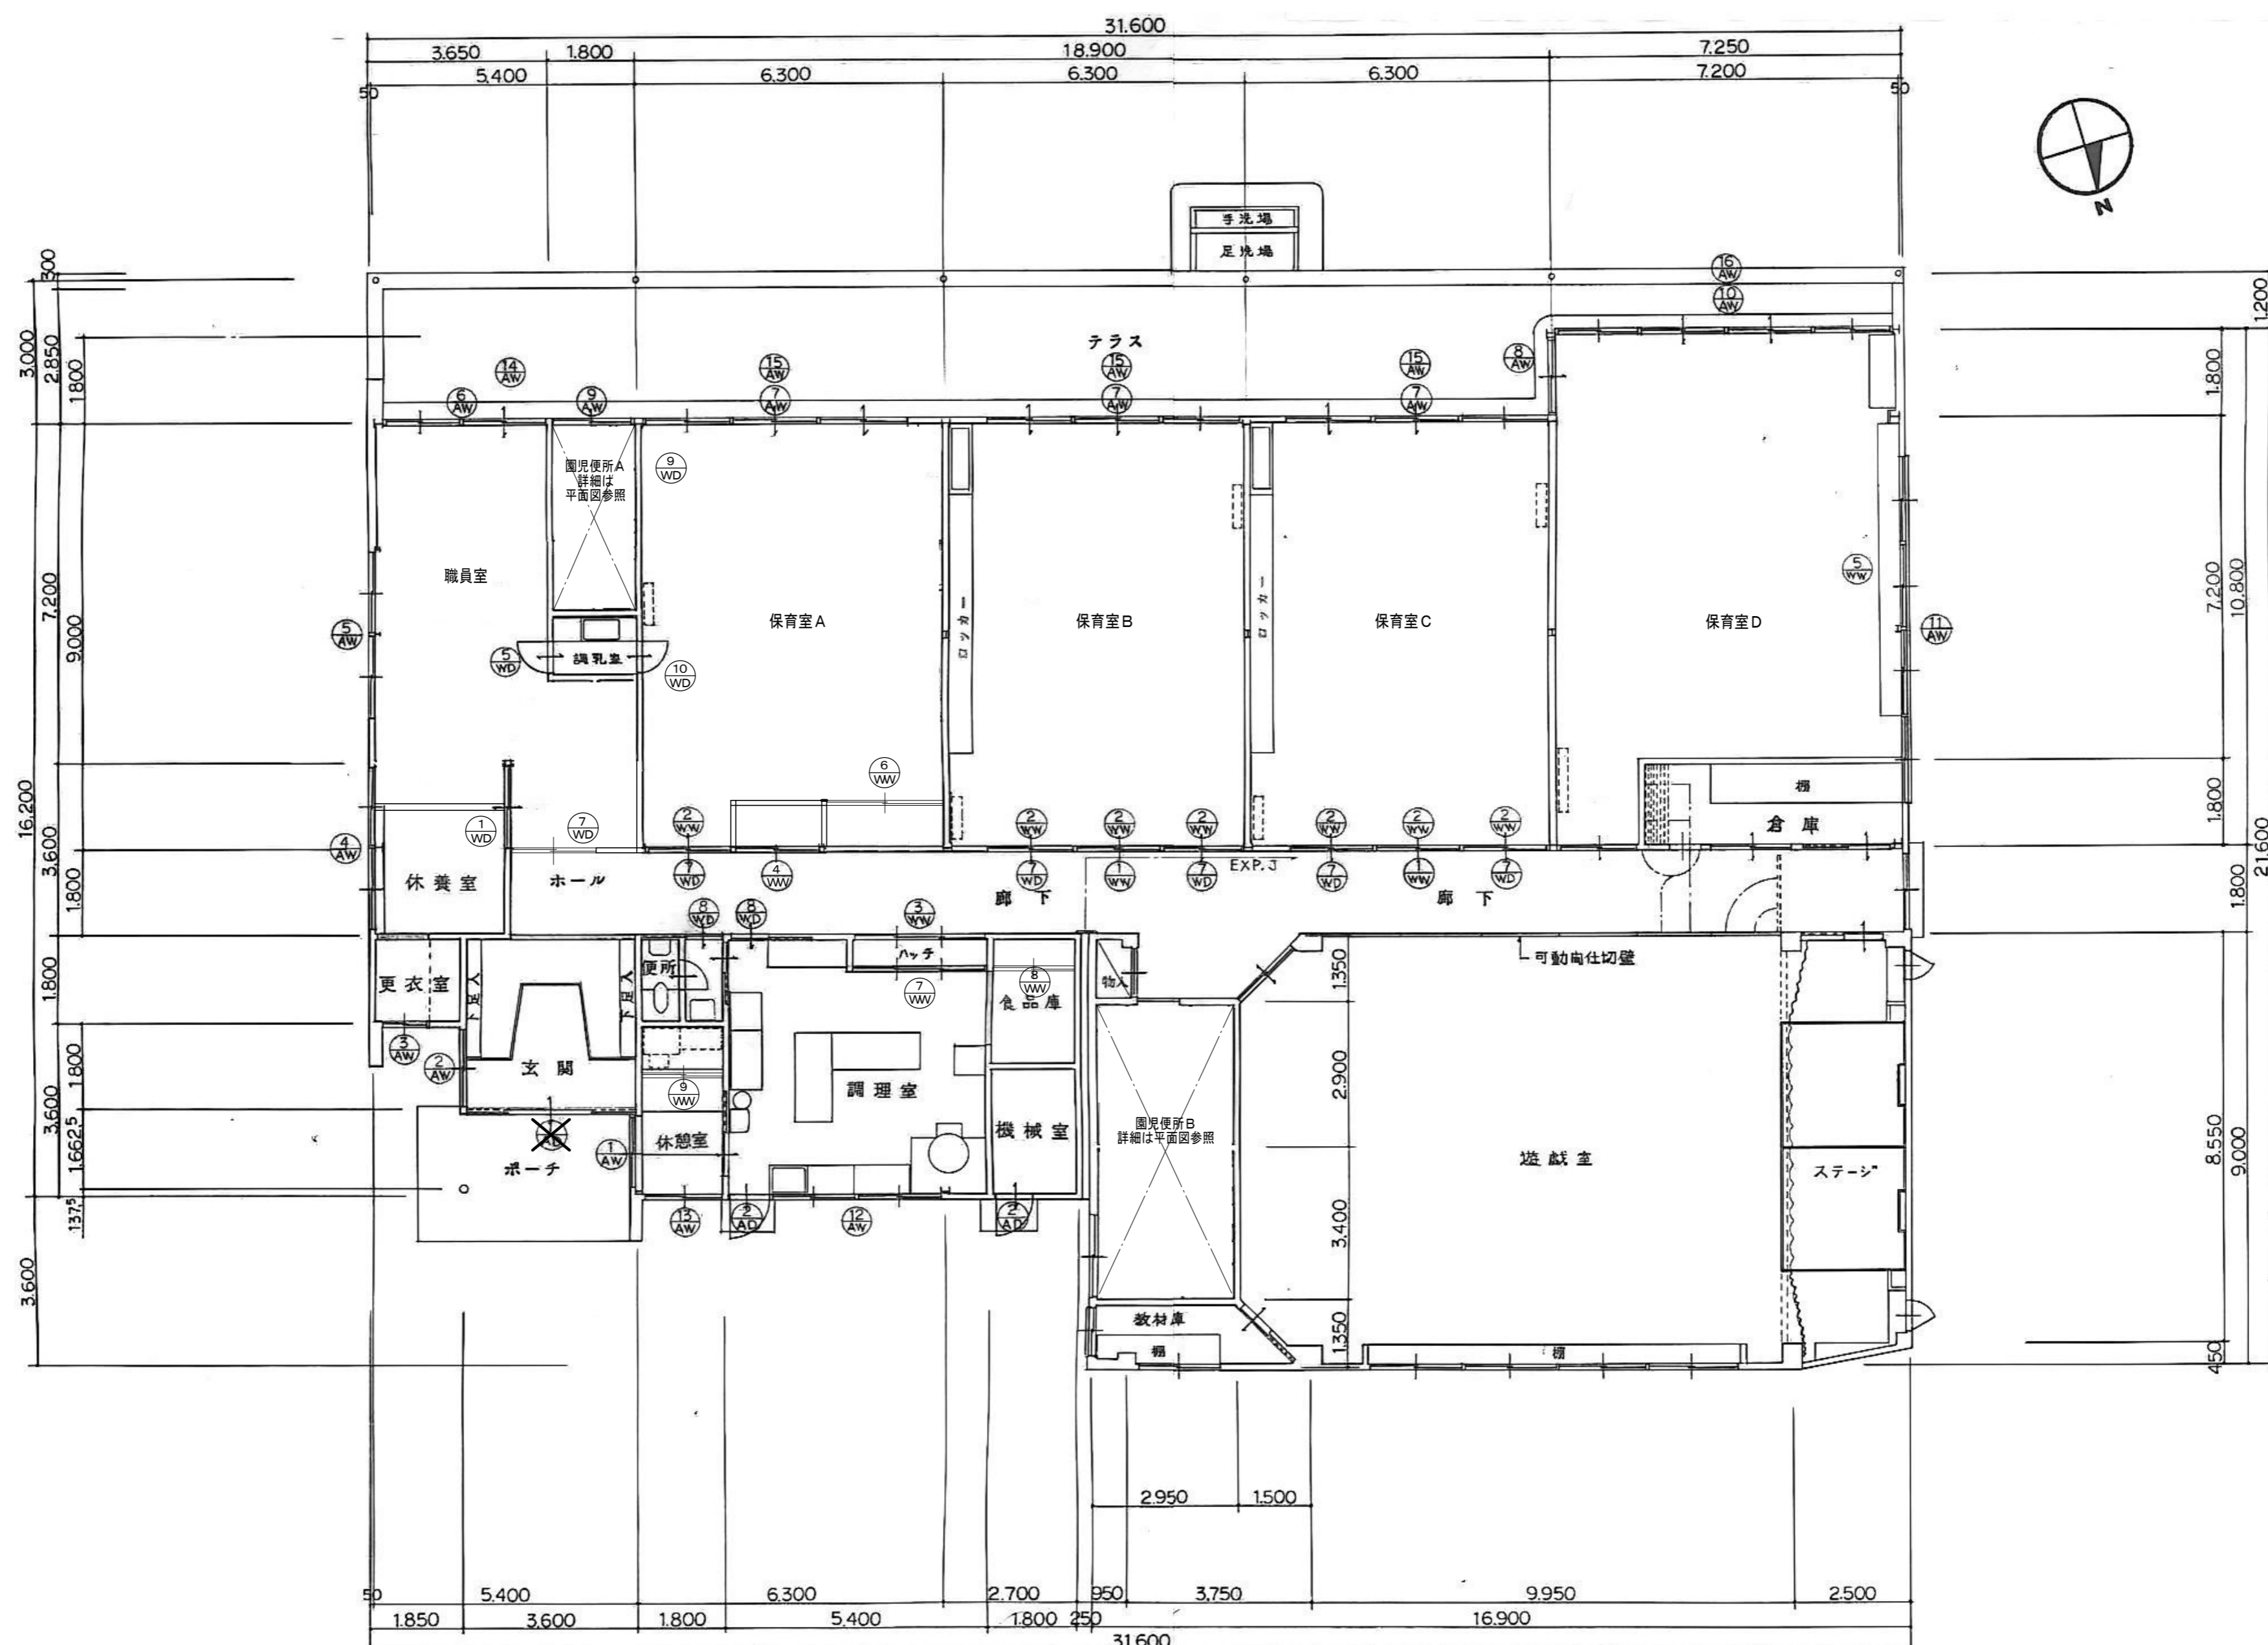 31.600
3.650 1.800 18.900 7.250
5.400 6.300 6.300 6.300 7.200
50 50
N
手洗場
足洗場
300
3.000
2.850
1.800
16
AW
10
AW
1.200
テラス
14
AW
15
AW
15
AW
15
AW
8
AW
1.800
6
AW
9
AW
7
AW
7
AW
7
AW
園児便所A
詳細は
平面図参照
9
WD
職員室
保育室A
ロッカー
保育室B
ロッカー
保育室C
保育室D
5
WW
7.200
9.000
7.200
10.800
5
AW
11
AW
5
WD
調乳室
10
WD
6
WW
棚
倉庫
1.800
16.200
3.600
1.800
21.600
1.800
4
AW
1
WD
7
WD
2
WW
2
WW
2
WW
2
WW
2
WW
2
WW
2
WW
休養室
ホール
7
WD
4
WW
7
WD
1
WW
7
WD
EXP.J
7
WD
1
WW
7
WD
廊下
廊下
8
WD
8
WD
3
WW
可動間仕切壁
更衣室
下足入
下足入
便所
ハッチ
7
WW
8
WW
食品庫
物入
1.350
1.800
3
AW
2
AW
玄関
9
WW
調理室
2.900
1.800
3.600
1.662.5
137.5
AD
ポーチ
1
AW
休憩室
機械室
園児便所B
詳細は平面図参照
遊戯室
ステージ
8.550
9.000
13
AW
2
AD
12
AW
2
AD
3.400
3.600
教材庫
棚
1.350
棚
450
2.950 1.500
50 5.400 6.300 2.700 950 3.750 9.950 2.500
1.850 3.600 1.800 5.400 1.800 250 16.900
31.600